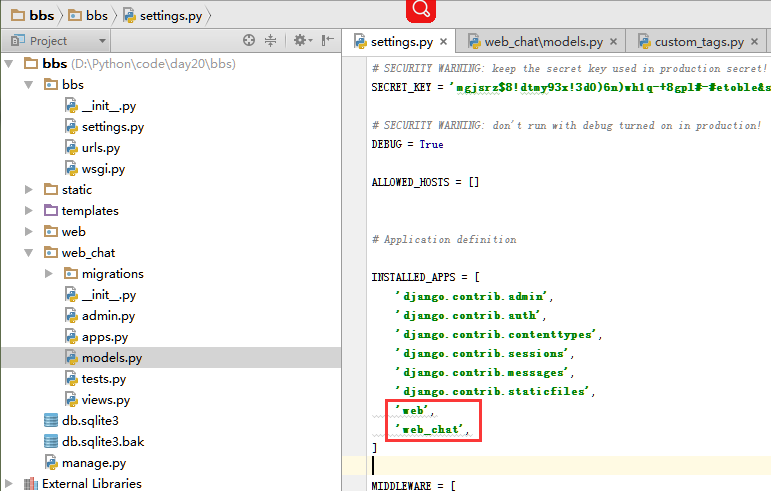 bbs bbs settings.py
Project
settings.py × web_chat\models.py × custom_tags.py ×
bbs (D:\Python\code\day20\bbs)
bbs
__init__.py
settings.py
urls.py
wsgi.py
static
templates
web
web_chat
migrations
__init__.py
admin.py
apps.py
models.py
tests.py
views.py
db.sqlite3
db.sqlite3.bak
manage.py
External Libraries
# SECURITY WARNING: keep the secret key used in production secret!
SECRET_KEY = 'mgjsrz$8!dtmy93x!3d0)6n)wh1q-+8gpl#-#etoble&s
# SECURITY WARNING: don't run with debug turned on in production!
DEBUG = True
ALLOWED_HOSTS = []
# Application definition
INSTALLED_APPS = [
'django.contrib.admin',
'django.contrib.auth',
'django.contrib.contenttypes',
'django.contrib.sessions',
'django.contrib.messages',
'django.contrib.staticfiles',
'web',
'web_chat',
]
MIDDLEWARE = [